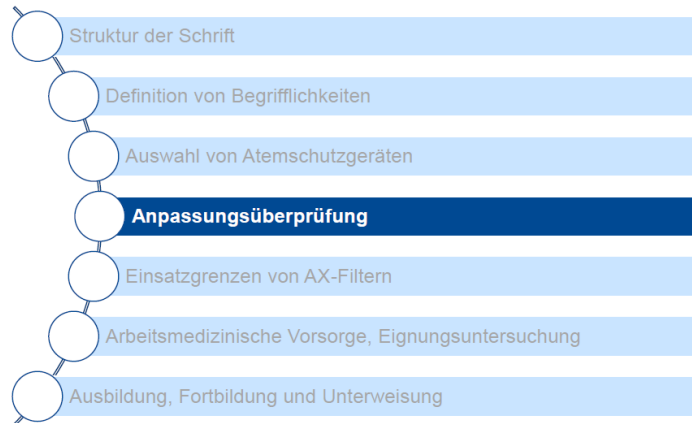 Struktur der Schrift
Definition von Begrifflichkeiten
Auswahl von Atemschutzgeräten
Anpassungsüberprüfung
Einsatzgrenzen von AX-Filtern
Arbeitsmedizinische Vorsorge, Eignungsuntersuchung
Ausbildung, Fortbildung und Unterweisung